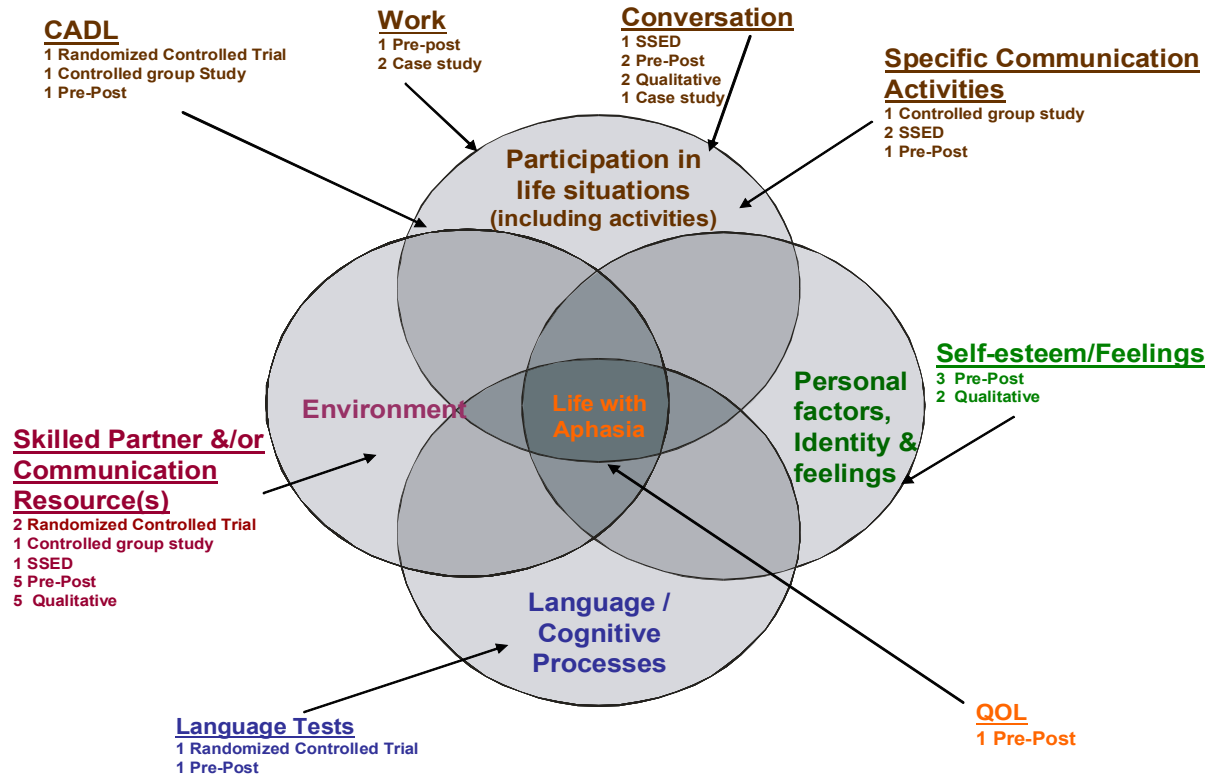 CADL
1 Randomized Controlled Trial
1 Controlled group Study
1 Pre-Post
Work
1 Pre-post
2 Case study
Conversation
1 SSED
2 Pre-Post
2 Qualitative
1 Case study
Specific Communication
Activities
1 Controlled group study
2 SSED
1 Pre-Post
Participation in
life situations
(including activities)
Self-esteem/Feelings
3 Pre-Post
2 Qualitative
Personal
factors,
Identity &
feelings
Environment
Life with
Aphasia
Skilled Partner &/or
Communication
Resource(s)
2 Randomized Controlled Trial
1 Controlled group study
1 SSED
5 Pre-Post
5 Qualitative
Language /
Cognitive
Processes
Language Tests
1 Randomized Controlled Trial
1 Pre-Post
QOL
1 Pre-Post